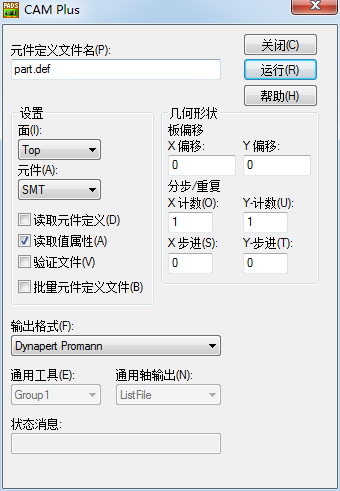 PADS
CAM Plus
元件定义文件名(P):
part.def
关闭(C)
运行(R)
帮助(H)
设置
面(I):
Top
元件(A):
SMT
读取元件定义(D)
读取值属性(A)
验证文件(V)
批量元件定义文件(B)
几何形状
板偏移
X 偏移: Y 偏移:
0 0
分步/重复
X 计数(O): Y-计数(U):
1 1
X 步进(S): Y-步进(T):
0 0
输出格式(F):
Dynapert Promann
通用工具(E): 通用轴输出(N):
Group1 ListFile
状态消息: